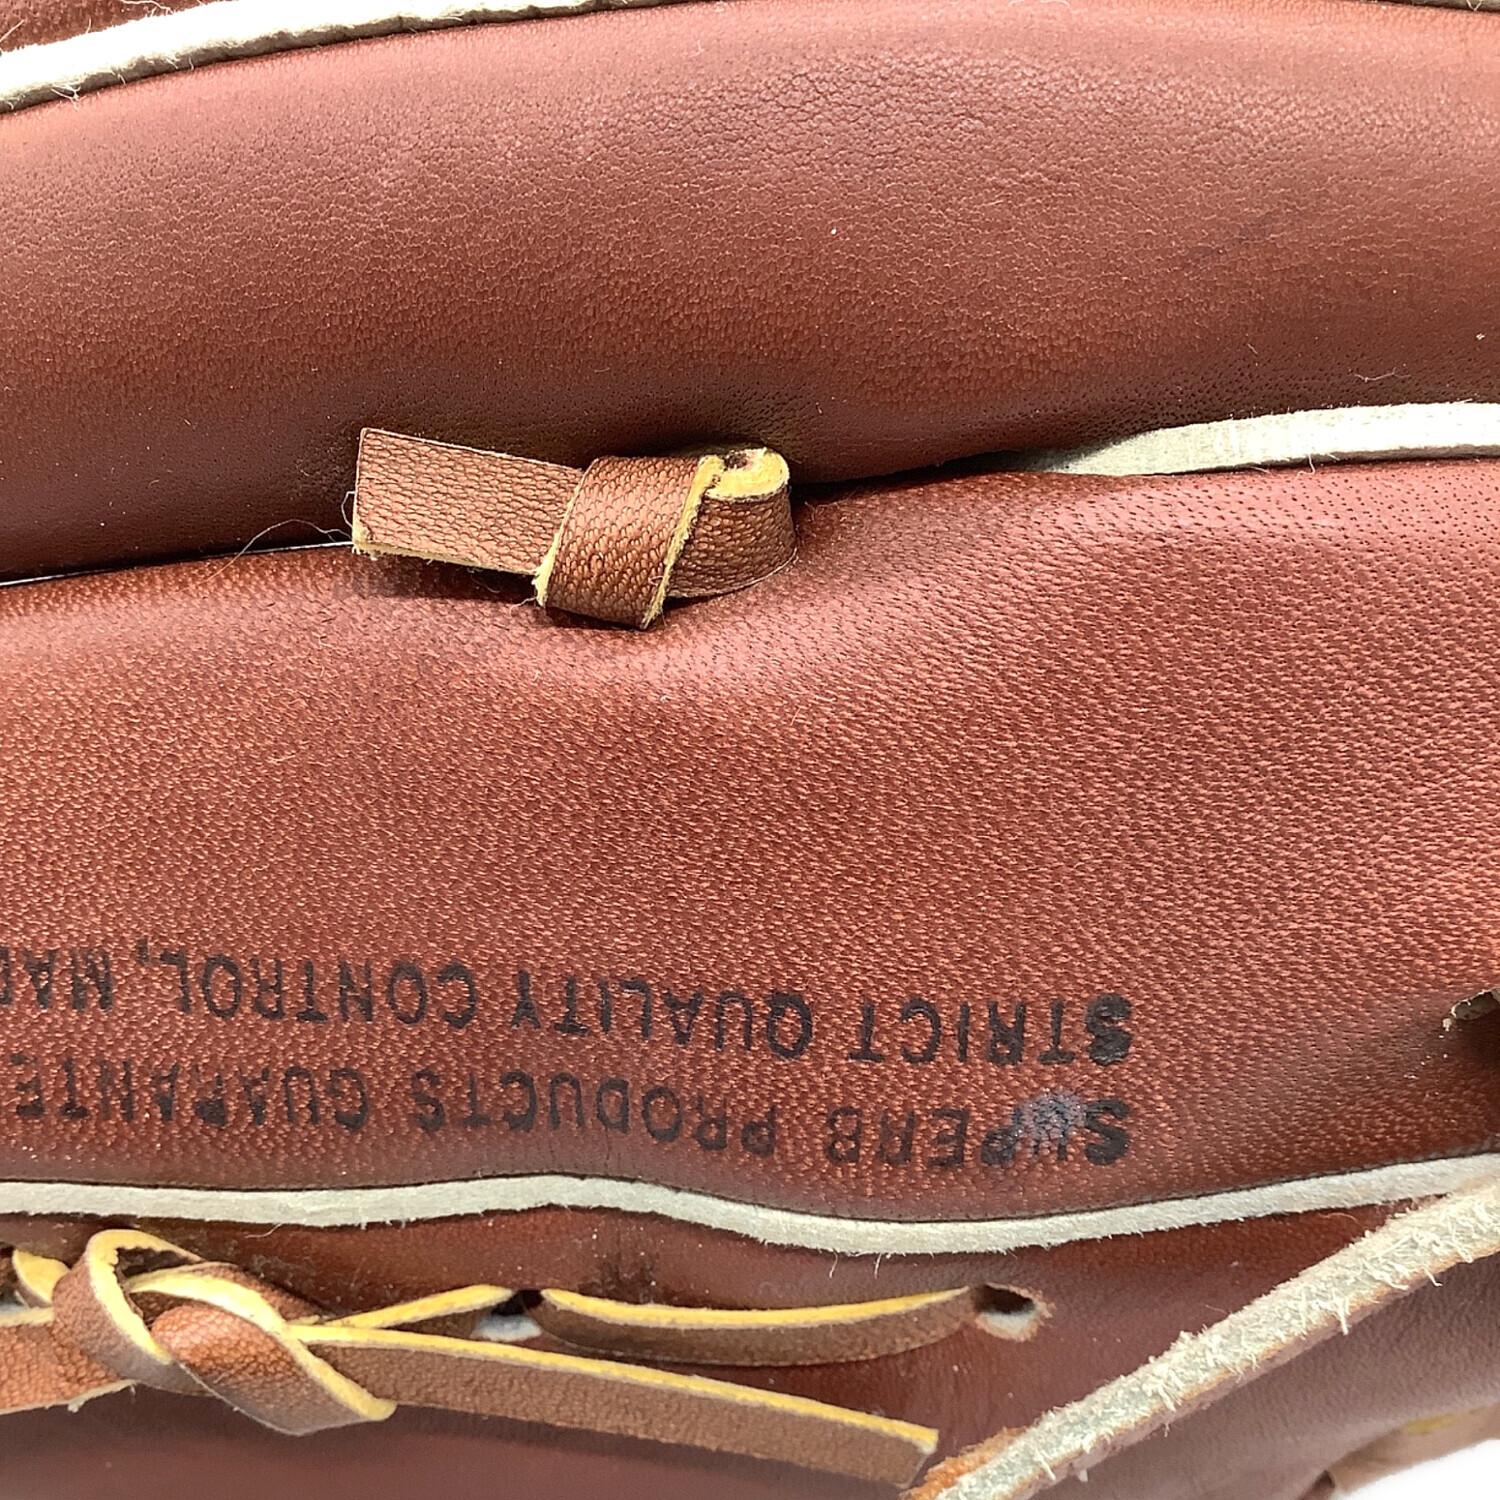 SUPERB PRODUCTS GUARANTE
STRICT QUALITY CONTROL, MAD